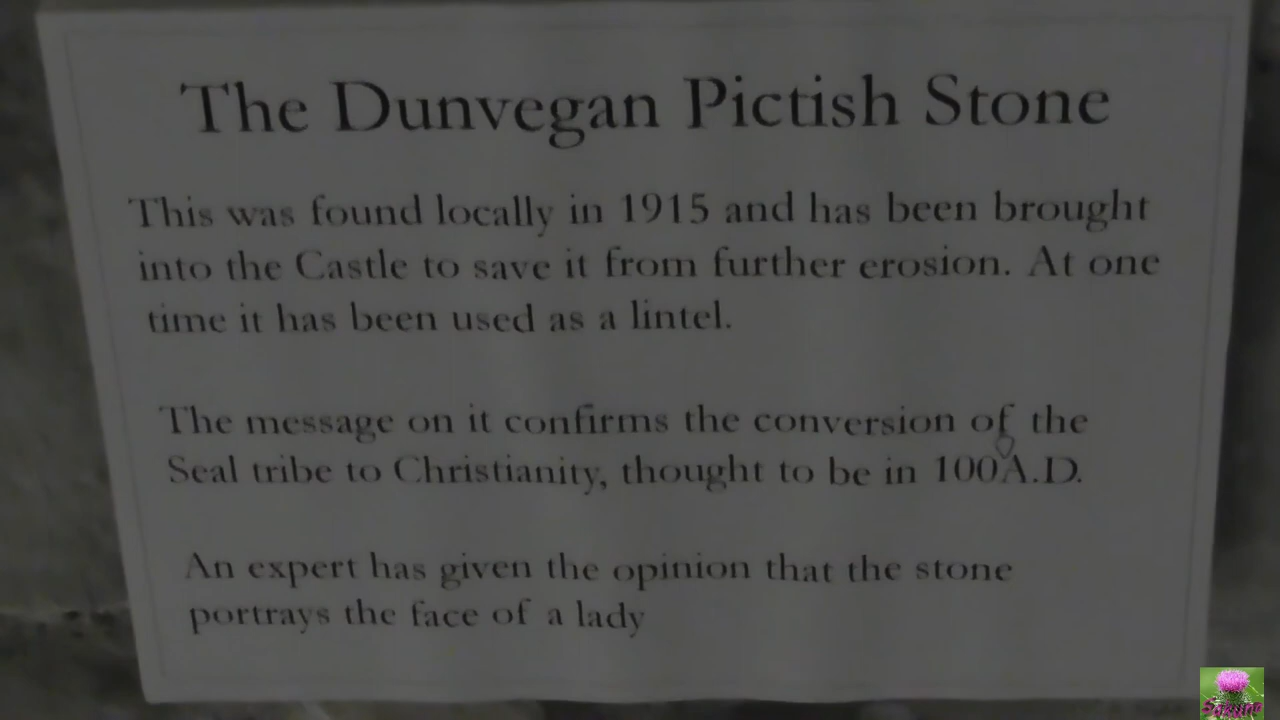 The Dunvegan Pictish Stone
This was found locally in 1915 and has been brought
into the Castle to save it from further erosion. At one
time it has been used as a lintel.
The message on it confirms the conversion of the
Seal tribe to Christianity, thought to be in 100A.D.
An expert has given the opinion that the stone
portrays the face of a lady